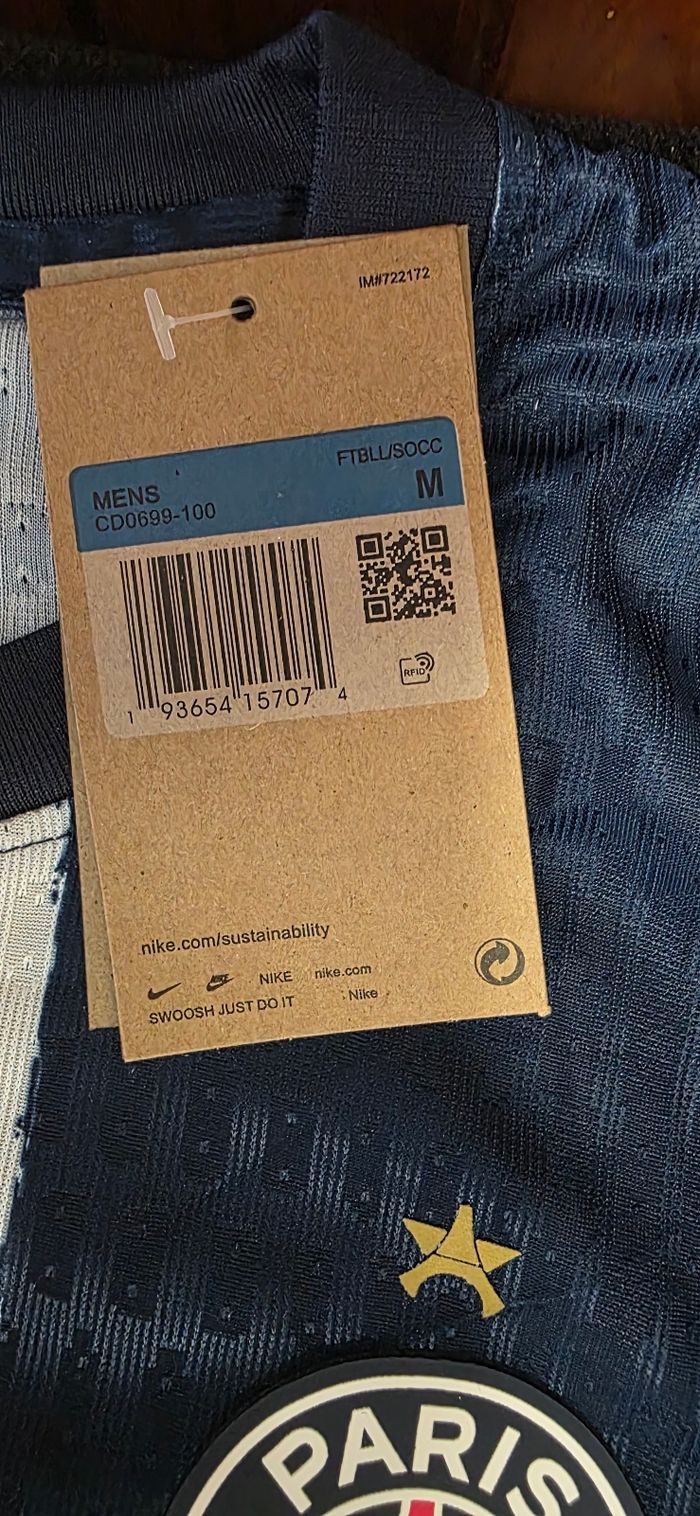 IM#722172
FTBLL/SOCC
MENS
M
CD0699-100
RFID
1 93654 15707 4
nike.com/sustainability
NIKE nike.com
SWOOSH JUST DO IT Nike
PARIS